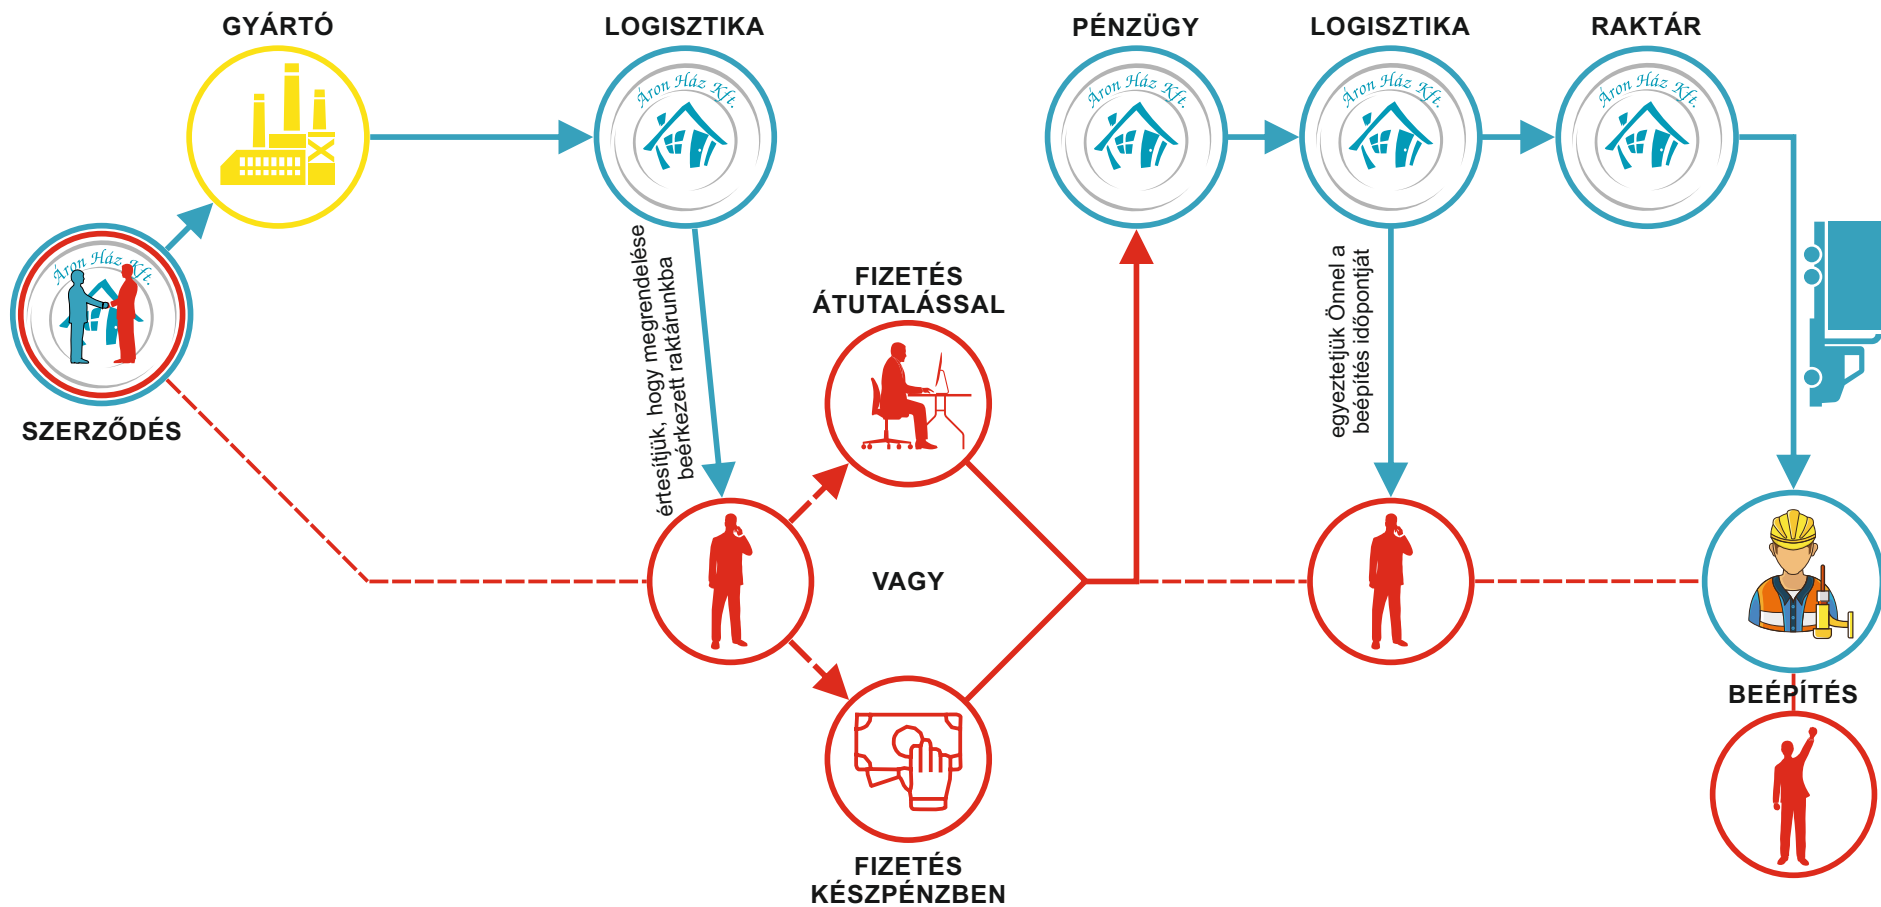 GYÁRTÓ
LOGISZTIKA
PÉNZÜGY
LOGISZTIKA
RAKTÁR
Áron Ház Kft.
Áron Ház Kft.
Áron Ház Kft.
Áron Ház Kft.
Áron Ház Kft.
SZERZŐDÉS
értesítjük, hogy megrendelése
beérkezett raktárunkba
FIZETÉS
ÁTUTALÁSSAL
egyeztetjük Önnel a
beépítés időpontját
VAGY
BEÉPÍTÉS
FIZETÉS
KÉSZPÉNZBEN